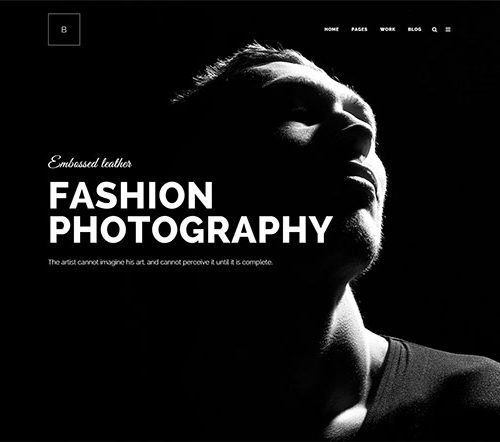 B
HOME PAGES WORK BLOG
Embossed leather
FASHION
PHOTOGRAPHY
The artist cannot imagine his art, and cannot perceive it until it is complete.